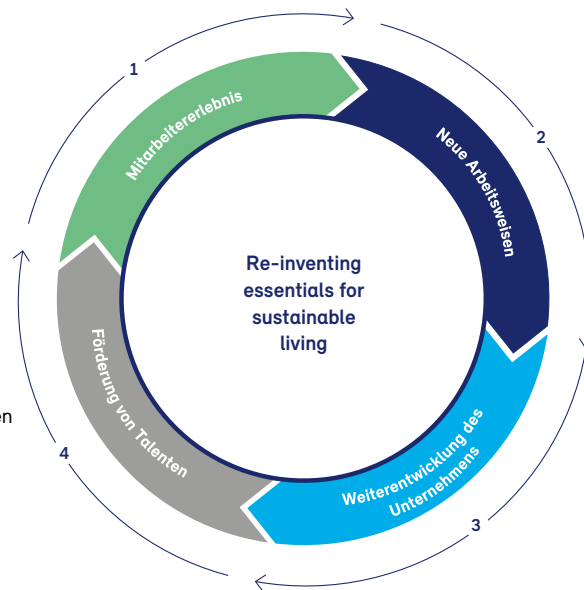 1
Mitarbeitererlebnis
2
Neue Arbeitsweisen
Re-inventing
essentials for
sustainable
living
3
Weiterentwicklung des
Unternehmens
4
Förderung von Talenten
en